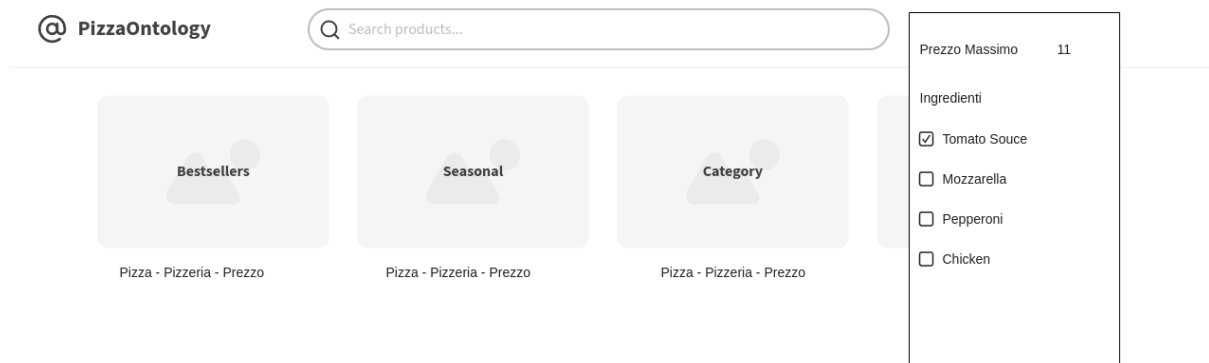 @ PizzaOntology
Search products...
Prezzo Massimo 11
Ingredienti
Tomato Souce
Mozzarella
Pepperoni
Chicken
Bestsellers
Seasonal
Category
Pizza - Pizzeria - Prezzo
Pizza - Pizzeria - Prezzo
Pizza - Pizzeria - Prezzo